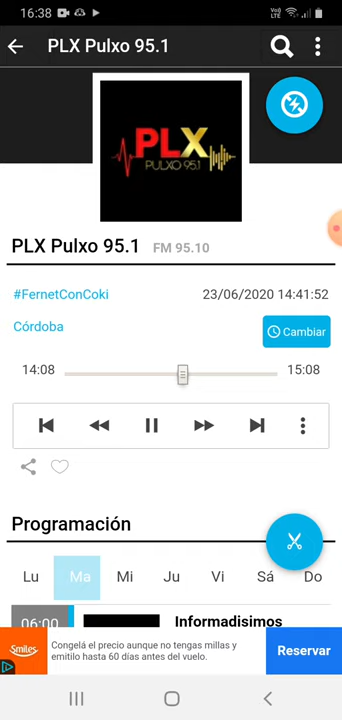 16:38
Vo)) LTE
PLX Pulxo 95.1
PLX
PULXO 95.1
PLX Pulxo 95.1 FM 95.10
#FernetConCoki 23/06/2020 14:41:52
Córdoba
Cambiar
14:08 15:08
Programación
Lu Ma Mi Ju Vi Sá Do
06:00 Informadisimos
Smiles
Congelá el precio aunque no tengas millas y
emitilo hasta 60 días antes del vuelo.
Reservar